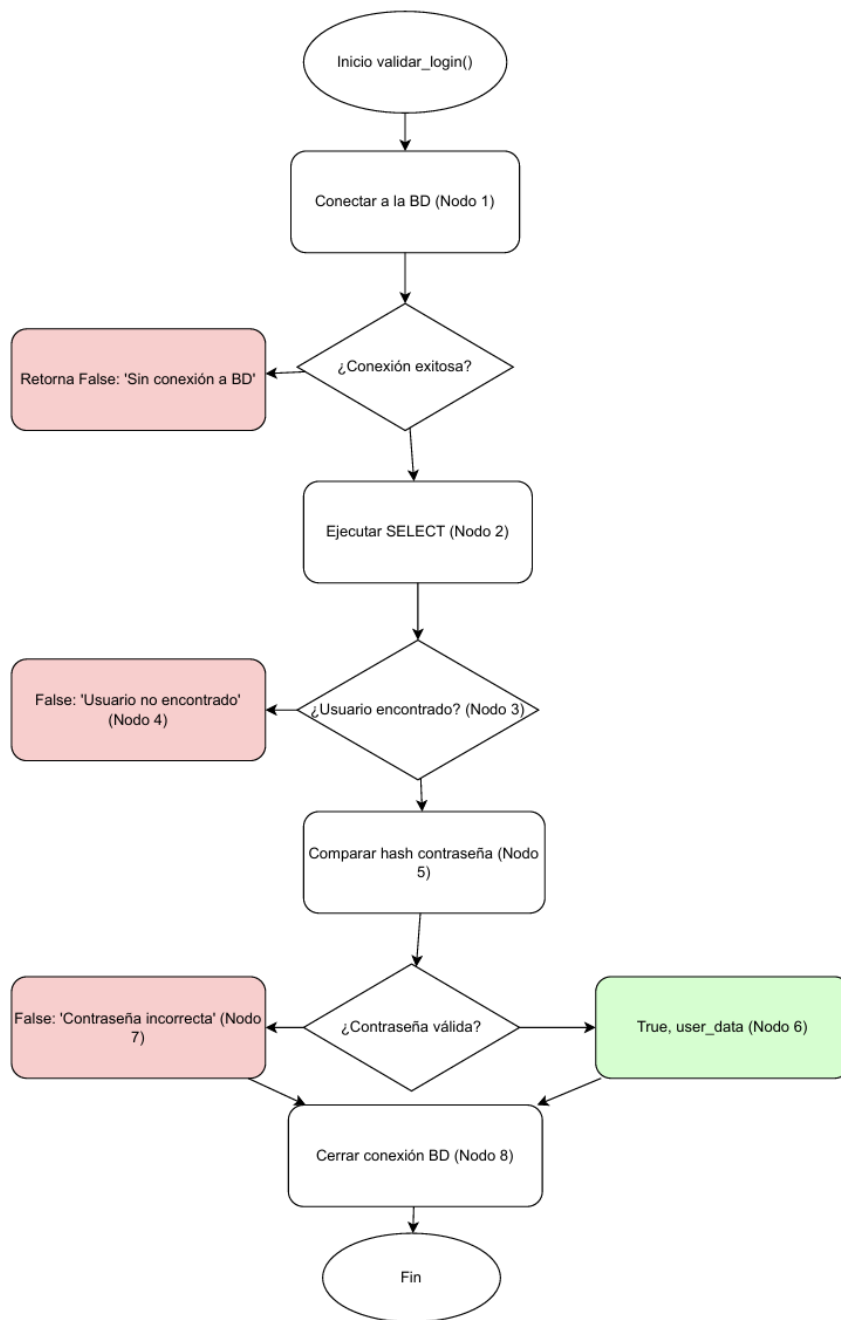 Inicio validar_login()
Conectar a la BD (Nodo 1)
¿Conexión exitosa?
Retorna False: 'Sin conexión a BD'
Ejecutar SELECT (Nodo 2)
¿Usuario encontrado? (Nodo 3)
False: 'Usuario no encontrado'
(Nodo 4)
Comparar hash contraseña (Nodo
5)
¿Contraseña válida?
False: 'Contraseña incorrecta' (Nodo
7)
True, user_data (Nodo 6)
Cerrar conexión BD (Nodo 8)
Fin